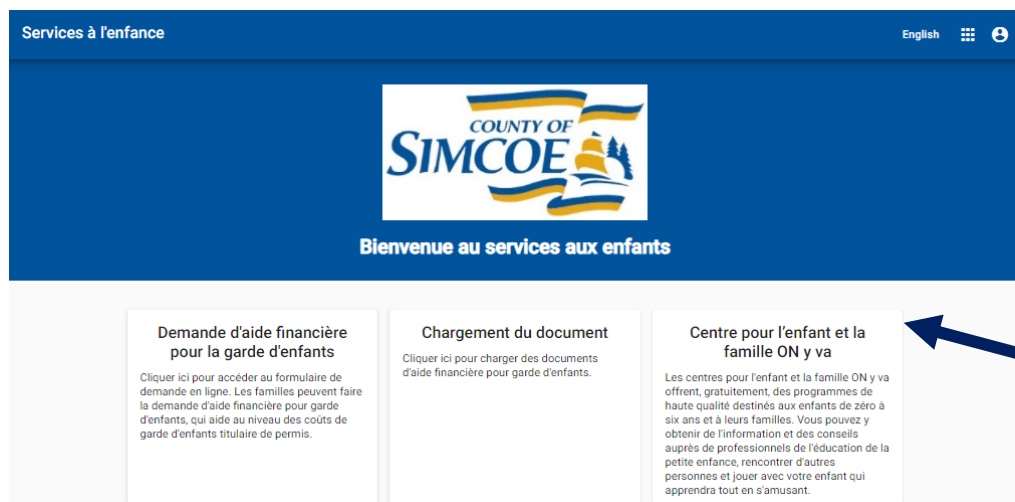 Services à l'enfance
English
COUNTY OF
SIMCOE
Bienvenue au services aux enfants
Demande d'aide financière
pour la garde d'enfants
Cliquer ici pour accéder au formulaire de
demande en ligne. Les familles peuvent faire
la demande d'aide financière pour garde
d'enfants, qui aide au niveau des coûts de
garde d'enfants titulaire de permis.
Chargement du document
Cliquer ici pour charger des documents
d'aide financière pour garde d'enfants.
Centre pour l'enfant et la
famille ON y va
Les centres pour l'enfant et la famille ON y va
offrent, gratuitement, des programmes de
haute qualité destinés aux enfants de zéro à
six ans et à leurs familles. Vous pouvez y
obtenir de l'information et des conseils
auprès de professionnels de l'éducation de la
petite enfance, rencontrer d'autres
personnes et jouer avec votre enfant qui
apprendra tout en s'amusant.